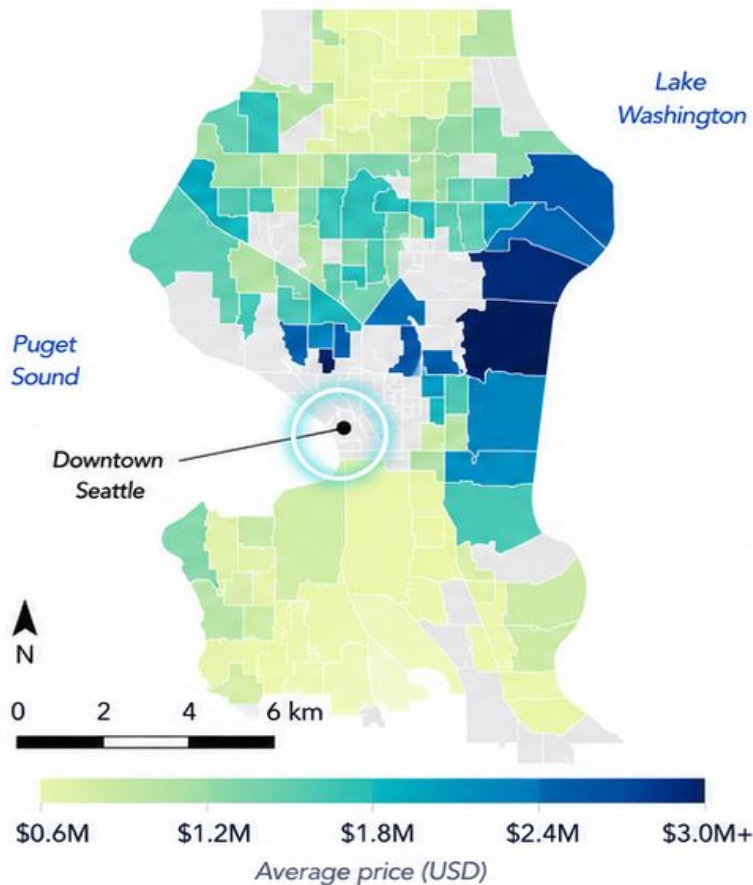 Lake
Washington
Puget
Sound
Downtown
Seattle
N
0 2 4 6 km
$0.6M $1.2M $1.8M $2.4M $3.0M+
Average price (USD)